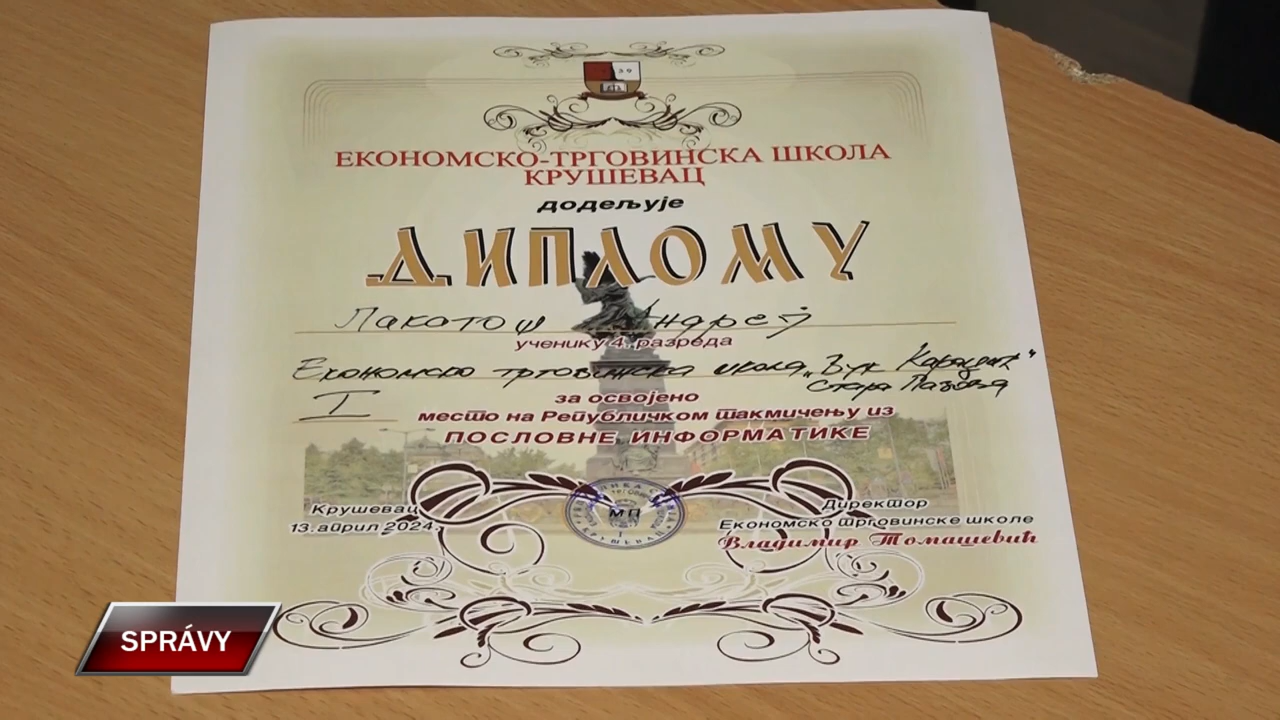 ЕКОНОМСКО-ТРГОВИНСКА ШКОЛА
КРУШЕВАЦ
додељује
ДИПЛОМУ
Лакатош Андреј
ученику 4. разреда
Економско трговинска школа „Вук Караџић“
Стара Пазова
I
за освојено
место на Републичком такмичењу из
ПОСЛОВНЕ ИНФОРМАТИКЕ
Крушевац
13. април 2024.
МП
Директор
Економско трговинске школе
Владимир Томашевић
SPRÁVY